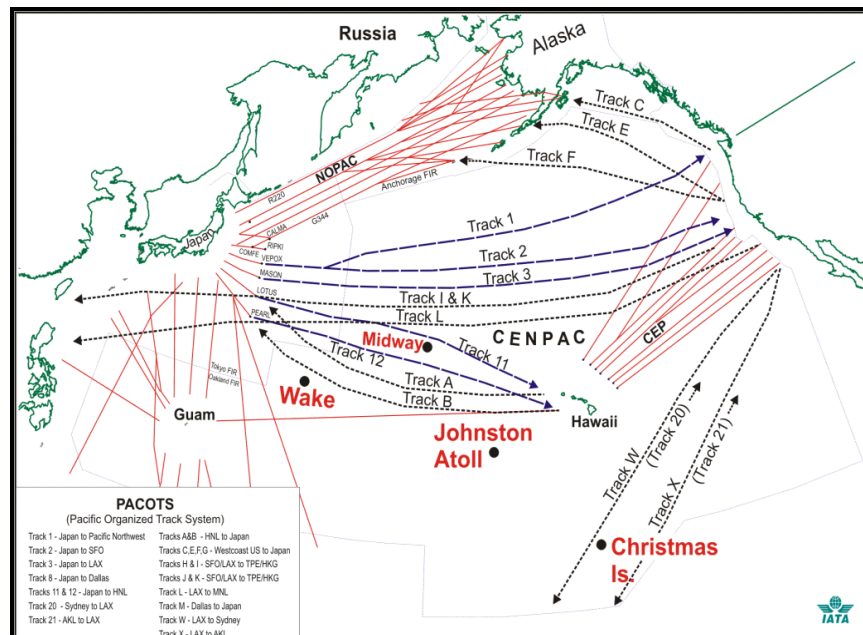 Russia
Alaska
Track C
Track E
Track F
NOPAC
R220
Anchorage FIR
G344
Japan
CALMA
RIPKI
COMFE
VEPOX
MASON
LOTUS
PEARL
Track 1
Track 2
Track 3
Track I & K
Track L
CENPAC
CEP
Midway
Track 11
Track 12
Track A
Track B
Tokyo FIR
Oakland FIR
Wake
Guam
Hawaii
Johnston
Atoll
Track W
(Track 20)
Track X
(Track 21)
Christmas
Is.
PACOTS
(Pacific Organized Track System)
Track 1 - Japan to Pacific Northwest
Track 2 - Japan to SFO
Track 3 - Japan to LAX
Track 8 - Japan to Dallas
Tracks 11 & 12 - Japan to HNL
Track 20 - Sydney to LAX
Track 21 - AKL to LAX
Tracks A&B - HNL to Japan
Tracks C,E,F,G - Westcoast US to Japan
Tracks H & I - SFO/LAX to TPE/HKG
Tracks J & K - SFO/LAX to TPE/HKG
Track L - LAX to MNL
Track M - Dallas to Japan
Track W - LAX to Sydney
Track X - LAX to AKL
IATA